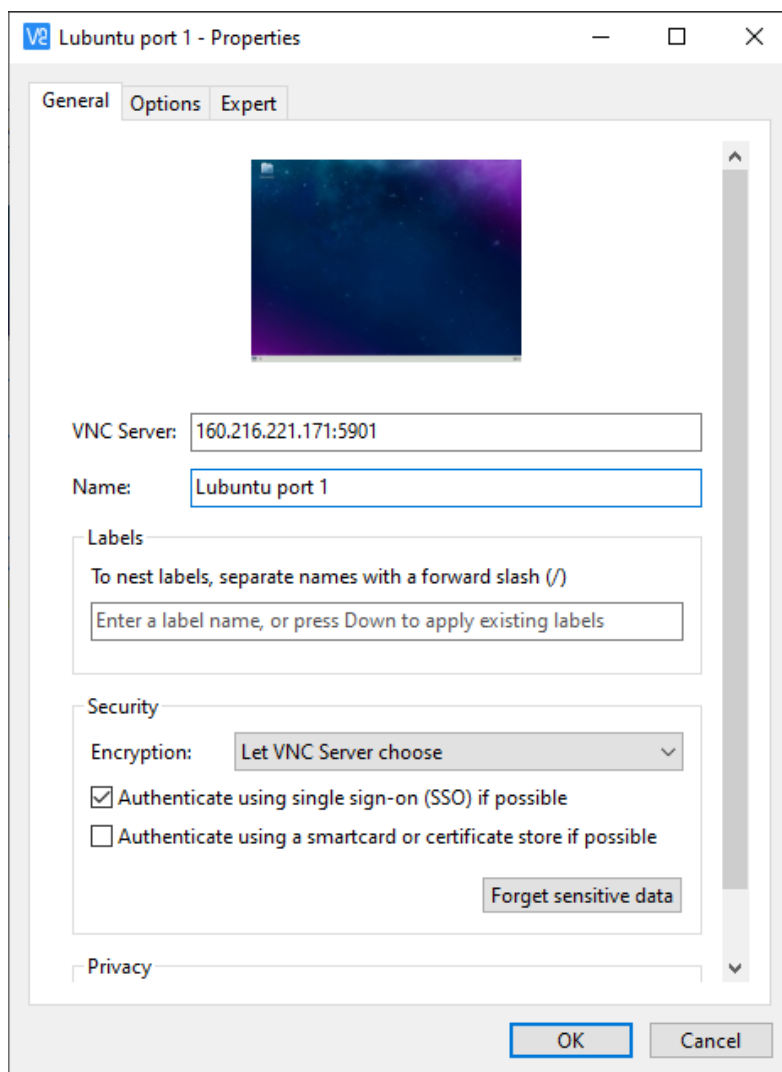 Lubuntu port 1 - Properties
General Options Expert
VNC Server: 160.216.221.171:5901
Name: Lubuntu port 1
Labels
To nest labels, separate names with a forward slash (/)
Enter a label name, or press Down to apply existing labels
Security
Encryption: Let VNC Server choose
Authenticate using single sign-on (SSO) if possible
Authenticate using a smartcard or certificate store if possible
Forget sensitive data
Privacy
OK Cancel